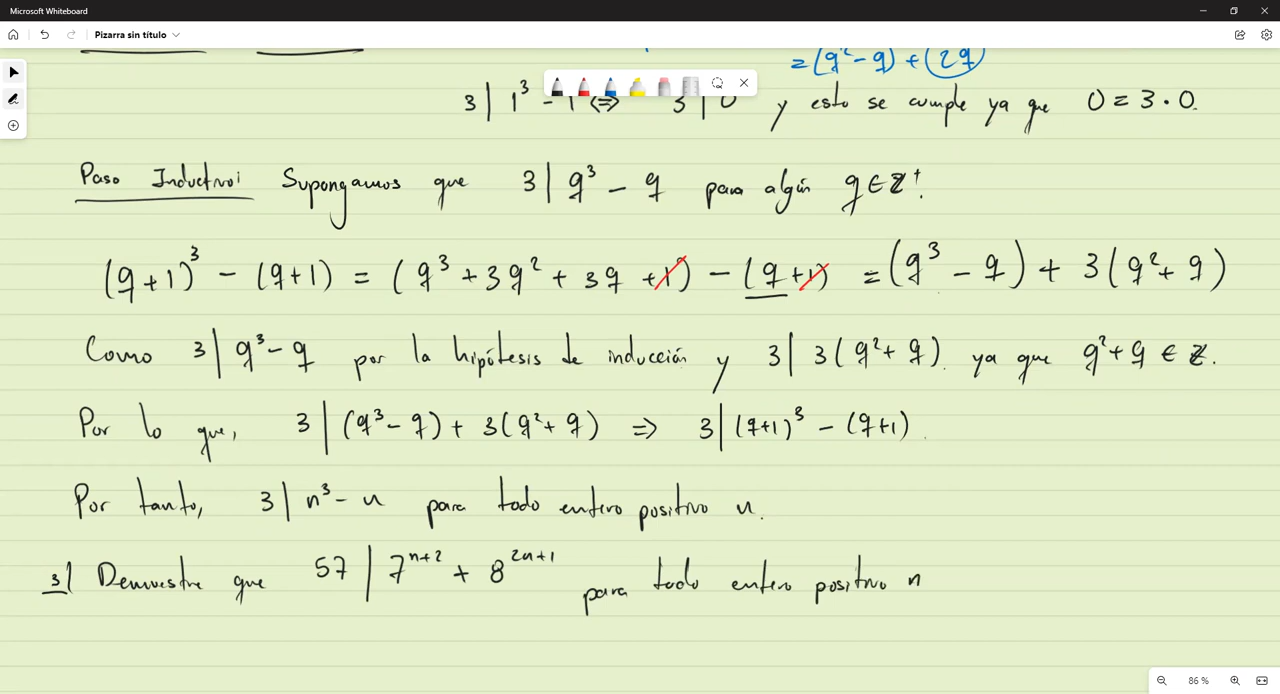 Microsoft Whiteboard
Pizarra sin título
= (q² - q) + (2q)
3 | 1³ - 1 ⇔ 3 | 0 y esto se cumple ya que 0 = 3 · 0.
Paso Inductivo: Supongamos que 3 | q³ - q para algún q ∈ Z⁺.
(q+1)³ - (q+1) = (q³ + 3q² + 3q + 1) - (q + 1) = (q³ - q) + 3(q² + q)
Como 3 | q³ - q por la hipótesis de inducción y 3 | 3(q² + q) ya que q² + q ∈ Z.
Por lo que, 3 | (q³ - q) + 3(q² + q) ⇒ 3 | (q+1)³ - (q+1).
Por tanto, 3 | n³ - n para todo entero positivo n.
3) Demuestre que 57 | 7ⁿ⁺² + 8²ⁿ⁺¹ para todo entero positivo n
86 %